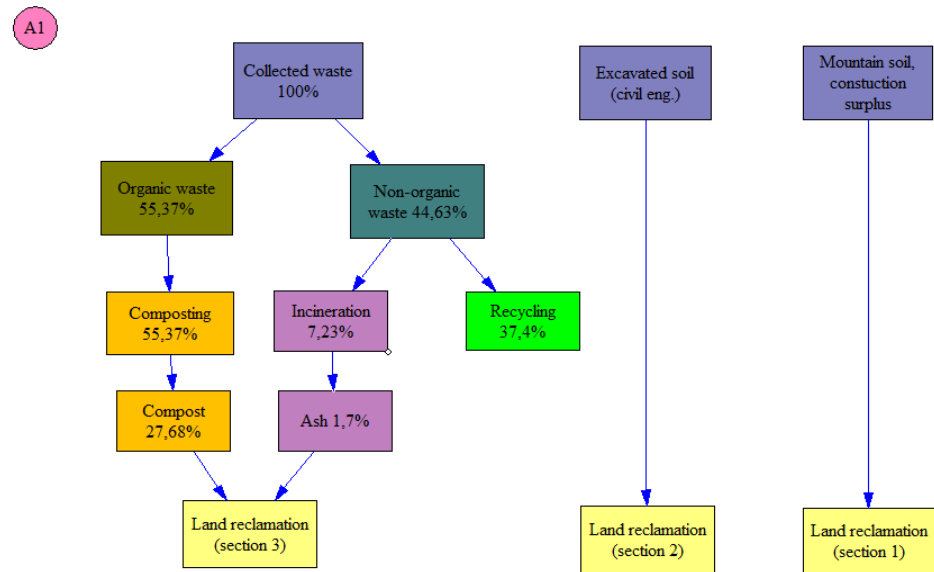 A1
Collected waste
100%
Excavated soil
(civil eng.)
Mountain soil,
constuction
surplus
Organic waste
55,37%
Non-organic
waste 44,63%
Composting
55,37%
Incineration
7,23%
Recycling
37,4%
Compost
27,68%
Ash 1,7%
Land reclamation
(section 3)
Land reclamation
(section 2)
Land reclamation
(section 1)